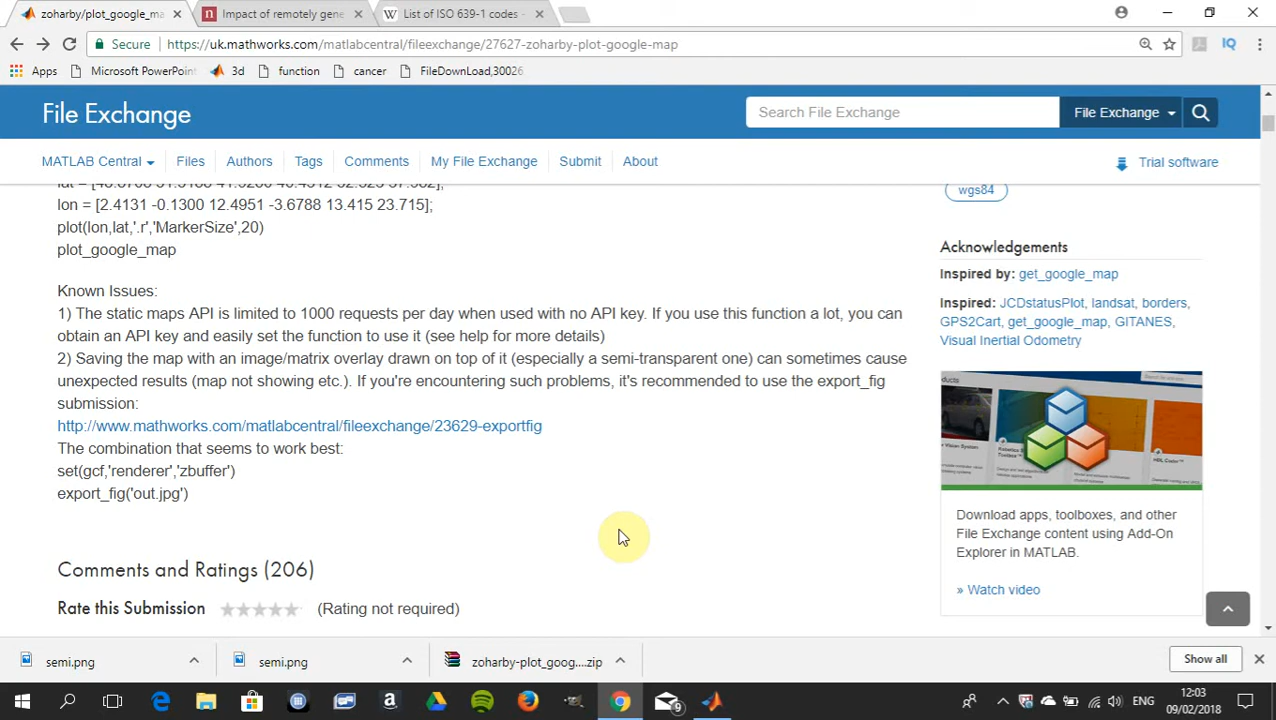 zoharby/plot_google_m
Impact of remotely gene
List of ISO 639-1 codes -
Secure
https://uk.mathworks.com/matlabcentral/fileexchange/27627-zoharby-plot-google-map
Apps
Microsoft PowerPoint
3d
function
cancer
FileDownLoad,30026
File Exchange
Search File Exchange
File Exchange
MATLAB Central
Files
Authors
Tags
Comments
My File Exchange
Submit
About
Trial software
lon = [2.4131 -0.1300 12.4951 -3.6788 13.415 23.715];
plot(lon,lat,'.r','MarkerSize',20)
plot_google_map
Known Issues:
1) The static maps API is limited to 1000 requests per day when used with no API key. If you use this function a lot, you can
obtain an API key and easily set the function to use it (see help for more details)
2) Saving the map with an image/matrix overlay drawn on top of it (especially a semi-transparent one) can sometimes cause
unexpected results (map not showing etc.). If you're encountering such problems, it's recommended to use the export_fig
submission:
http://www.mathworks.com/matlabcentral/fileexchange/23629-exportfig
The combination that seems to work best:
set(gcf,'renderer','zbuffer')
export_fig('out.jpg')
Comments and Ratings (206)
Rate this Submission
(Rating not required)
wgs84
Acknowledgements
Inspired by: get_google_map
Inspired: JCDstatusPlot, landsat, borders,
GPS2Cart, get_google_map, GITANES,
Visual Inertial Odometry
Download apps, toolboxes, and other
File Exchange content using Add-On
Explorer in MATLAB.
» Watch video
semi.png
semi.png
zoharby-plot_goog....zip
Show all
9
ENG
12:03
09/02/2018